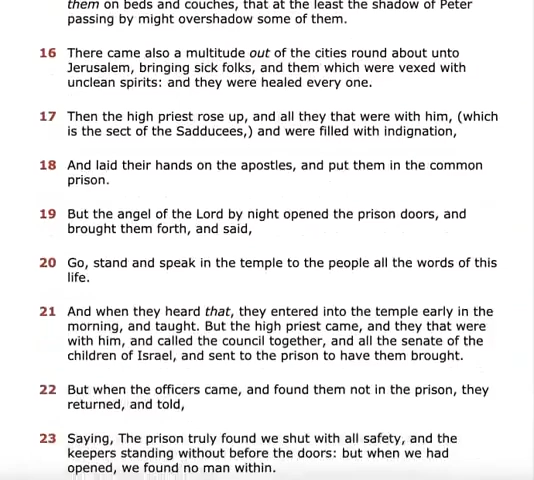 them on beds and couches, that at the least the shadow of Peter
passing by might overshadow some of them.
16 There came also a multitude out of the cities round about unto
Jerusalem, bringing sick folks, and them which were vexed with
unclean spirits: and they were healed every one.
17 Then the high priest rose up, and all they that were with him, (which
is the sect of the Sadducees,) and were filled with indignation,
18 And laid their hands on the apostles, and put them in the common
prison.
19 But the angel of the Lord by night opened the prison doors, and
brought them forth, and said,
20 Go, stand and speak in the temple to the people all the words of this
life.
21 And when they heard that, they entered into the temple early in the
morning, and taught. But the high priest came, and they that were
with him, and called the council together, and all the senate of the
children of Israel, and sent to the prison to have them brought.
22 But when the officers came, and found them not in the prison, they
returned, and told,
23 Saying, The prison truly found we shut with all safety, and the
keepers standing without before the doors: but when we had
opened, we found no man within.